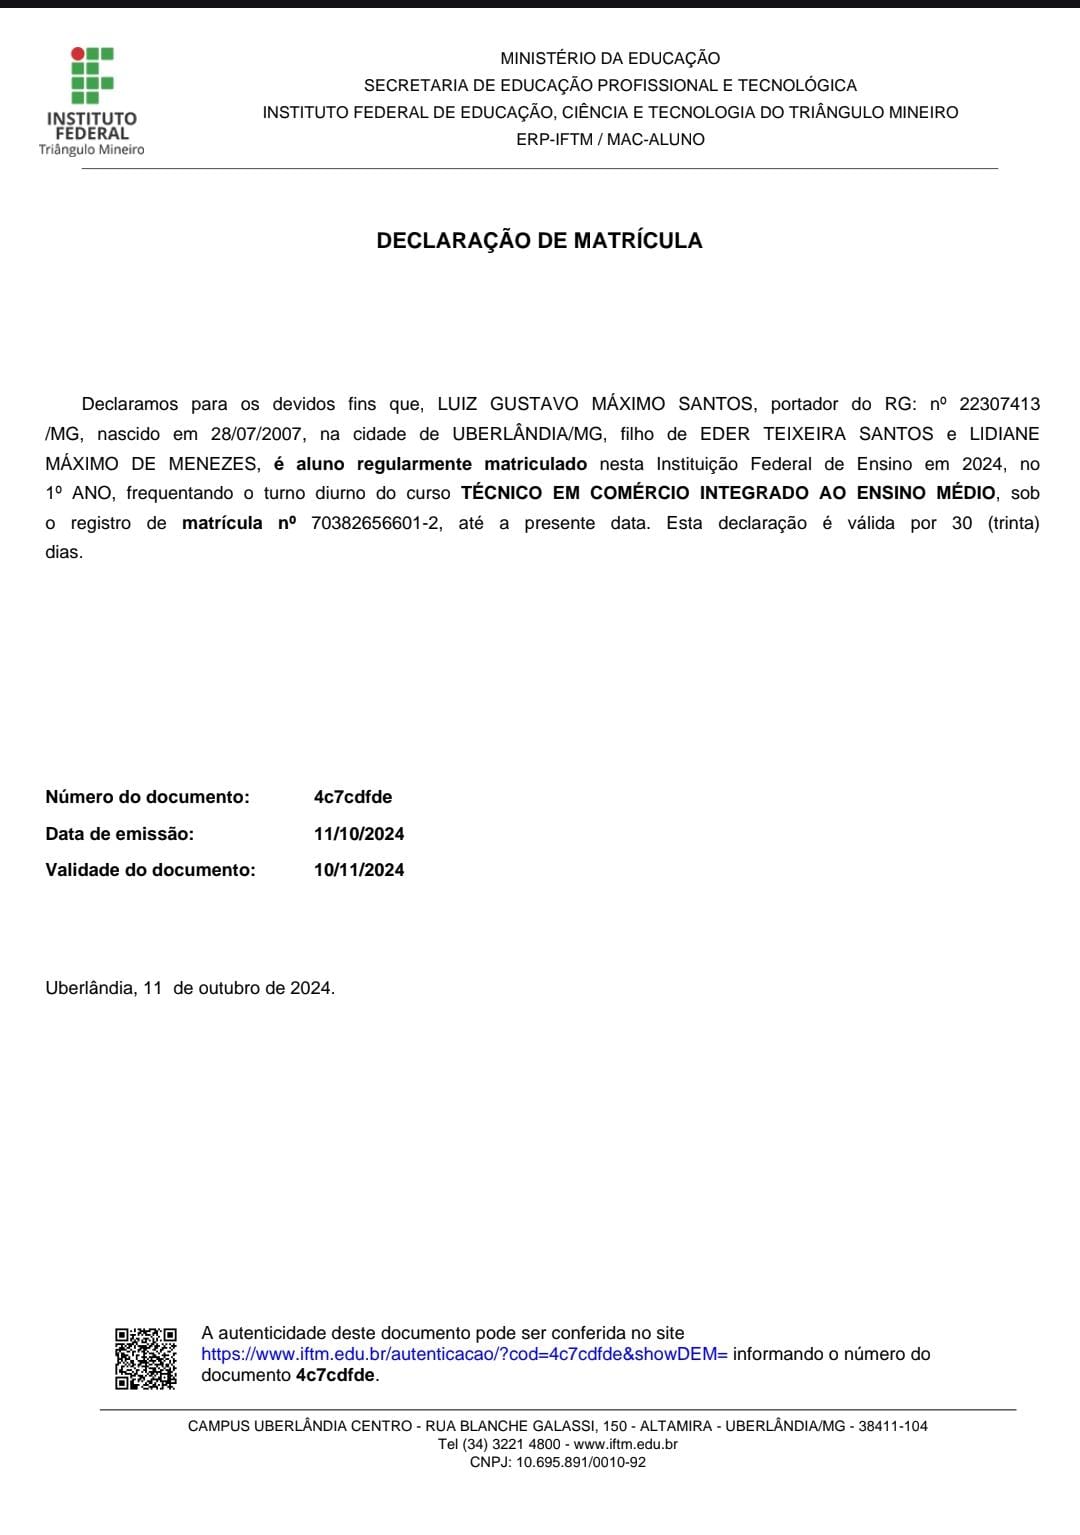 INSTITUTO
FEDERAL
Triângulo Mineiro
MINISTÉRIO DA EDUCAÇÃO
SECRETARIA DE EDUCAÇÃO PROFISSIONAL E TECNOLÓGICA
INSTITUTO FEDERAL DE EDUCAÇÃO, CIÊNCIA E TECNOLOGIA DO TRIÂNGULO MINEIRO
ERP-IFTM / MAC-ALUNO
DECLARAÇÃO DE MATRÍCULA
Declaramos para os devidos fins que, LUIZ GUSTAVO MÁXIMO SANTOS, portador do RG: nº 22307413
/MG, nascido em 28/07/2007, na cidade de UBERLÂNDIA/MG, filho de EDER TEIXEIRA SANTOS e LIDIANE
MÁXIMO DE MENEZES, é aluno regularmente matriculado nesta Instituição Federal de Ensino em 2024, no
1º ANO, frequentando o turno diurno do curso TÉCNICO EM COMÉRCIO INTEGRADO AO ENSINO MÉDIO, sob
o registro de matrícula nº 70382656601-2, até a presente data. Esta declaração é válida por 30 (trinta)
dias.
Número do documento: 4c7cdfde
Data de emissão: 11/10/2024
Validade do documento: 10/11/2024
Uberlândia, 11 de outubro de 2024.
A autenticidade deste documento pode ser conferida no site
https://www.iftm.edu.br/autenticacao/?cod=4c7cdfde&showDEM= informando o número do
documento 4c7cdfde.
CAMPUS UBERLÂNDIA CENTRO - RUA BLANCHE GALASSI, 150 - ALTAMIRA - UBERLÂNDIA/MG - 38411-104
Tel (34) 3221 4800 - www.iftm.edu.br
CNPJ: 10.695.891/0010-92